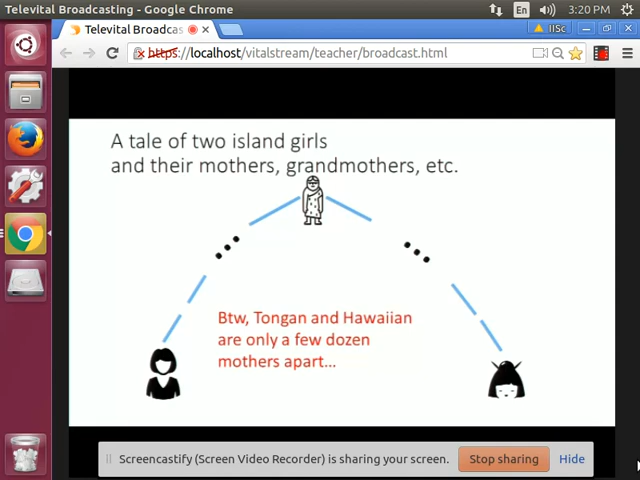 Televital Broadcasting - Google Chrome
En
3:20 PM
Televital Broadcas
IISc
https://localhost/vitalstream/teacher/broadcast.html
A tale of two island girls
and their mothers, grandmothers, etc.
Btw, Tongan and Hawaiian
are only a few dozen
mothers apart...
Screencastify (Screen Video Recorder) is sharing your screen.
Stop sharing
Hide